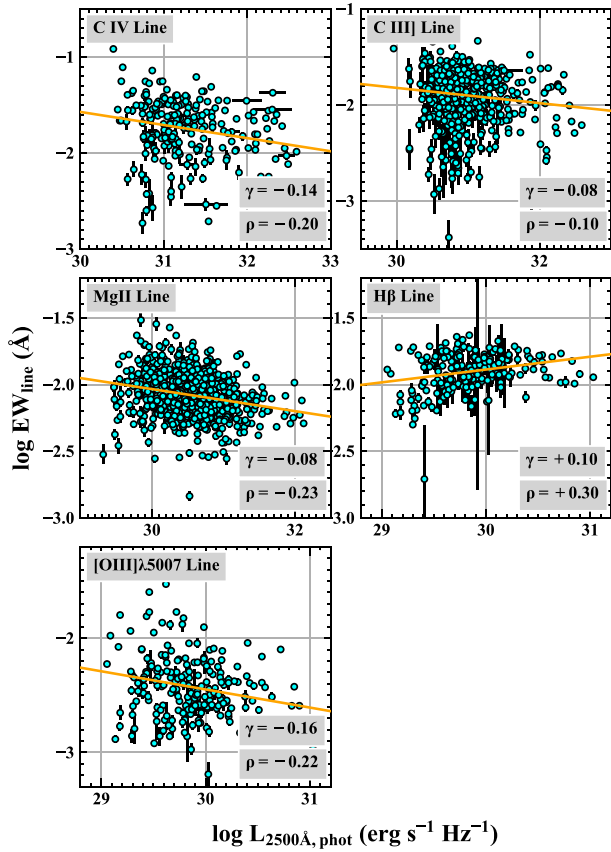 C IV Line
C III] Line
−1
−2
−3
−1
−2
−3
γ = −0.14
ρ = −0.20
γ = −0.08
ρ = −0.10
30 31 32 33
30 31 32
MgII Line
Hβ Line
−1.5
−2.0
−2.5
−3.0
−1.5
−2.0
−2.5
−3.0
γ = −0.08
ρ = −0.23
γ = +0.10
ρ = +0.30
30 31 32
29 30 31
[OIII]λ5007 Line
−2
−3
γ = −0.16
ρ = −0.22
29 30 31
log EW_line (Å)
log L_2500Å, phot (erg s⁻¹ Hz⁻¹)